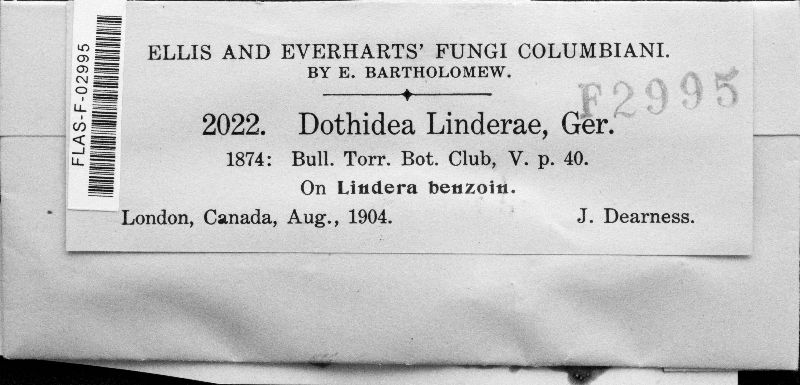 FLAS-F-02995
ELLIS AND EVERHARTS' FUNGI COLUMBIANI.
BY E. BARTHOLOMEW.
F2995
2022. Dothidea Linderae, Ger.
1874: Bull. Torr. Bot. Club, V. p. 40.
On Lindera benzoin.
London, Canada, Aug., 1904. J. Dearness.